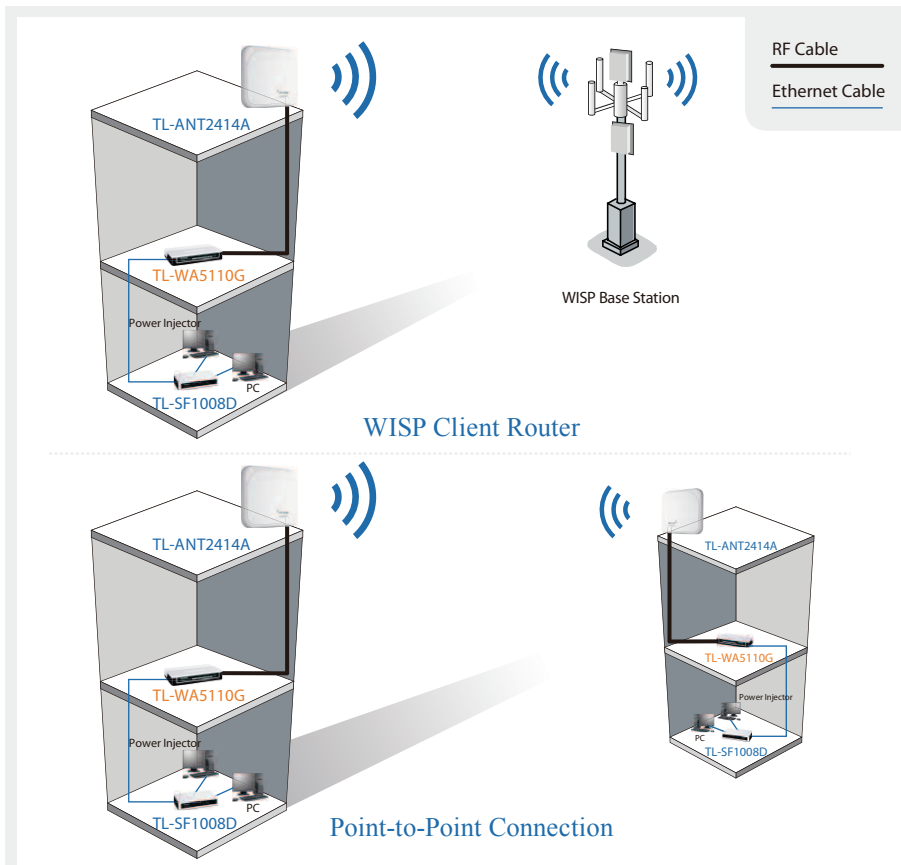 RF Cable
Ethernet Cable
TL-ANT2414A
TL-WA5110G
Power Injector
PC
TL-SF1008D
WISP Base Station
WISP Client Router
TL-ANT2414A
TL-WA5110G
Power Injector
PC
TL-SF1008D
TL-ANT2414A
TL-WA5110G
Power Injector
PC
TL-SF1008D
Point-to-Point Connection